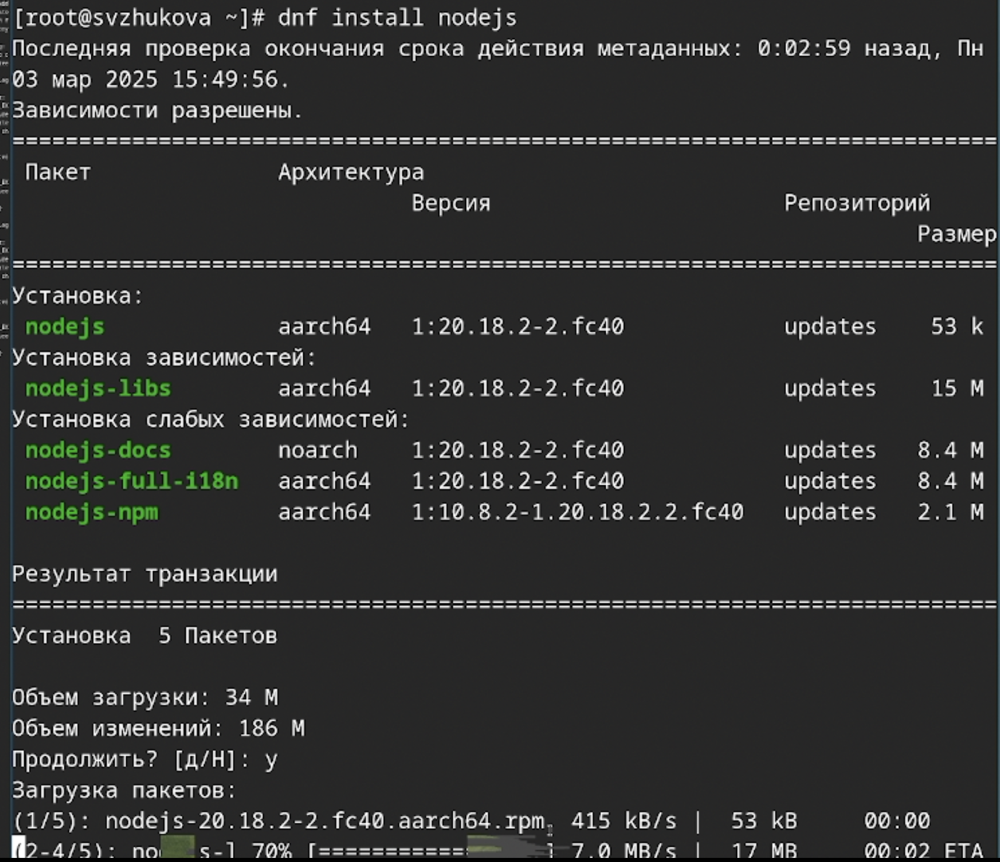 [root@svzhukova ~]# dnf install nodejs
Последняя проверка окончания срока действия метаданных: 0:02:59 назад, Пн
03 мар 2025 15:49:56.
Зависимости разрешены.
================================================================================
Пакет Архитектура
Версия Репозиторий
Размер
================================================================================
Установка:
nodejs aarch64 1:20.18.2-2.fc40 updates 53 k
Установка зависимостей:
nodejs-libs aarch64 1:20.18.2-2.fc40 updates 15 M
Установка слабых зависимостей:
nodejs-docs noarch 1:20.18.2-2.fc40 updates 8.4 M
nodejs-full-i18n aarch64 1:20.18.2-2.fc40 updates 8.4 M
nodejs-npm aarch64 1:10.8.2-1.20.18.2.2.fc40 updates 2.1 M
Результат транзакции
================================================================================
Установка 5 Пакетов
Объем загрузки: 34 M
Объем изменений: 186 M
Продолжить? [д/Н]: y
Загрузка пакетов:
(1/5): nodejs-20.18.2-2.fc40.aarch64.rpm 415 kB/s | 53 kB 00:00
(2-4/5): 70% [============ ] 7.0 MB/s | 17 MB 00:02 ETA